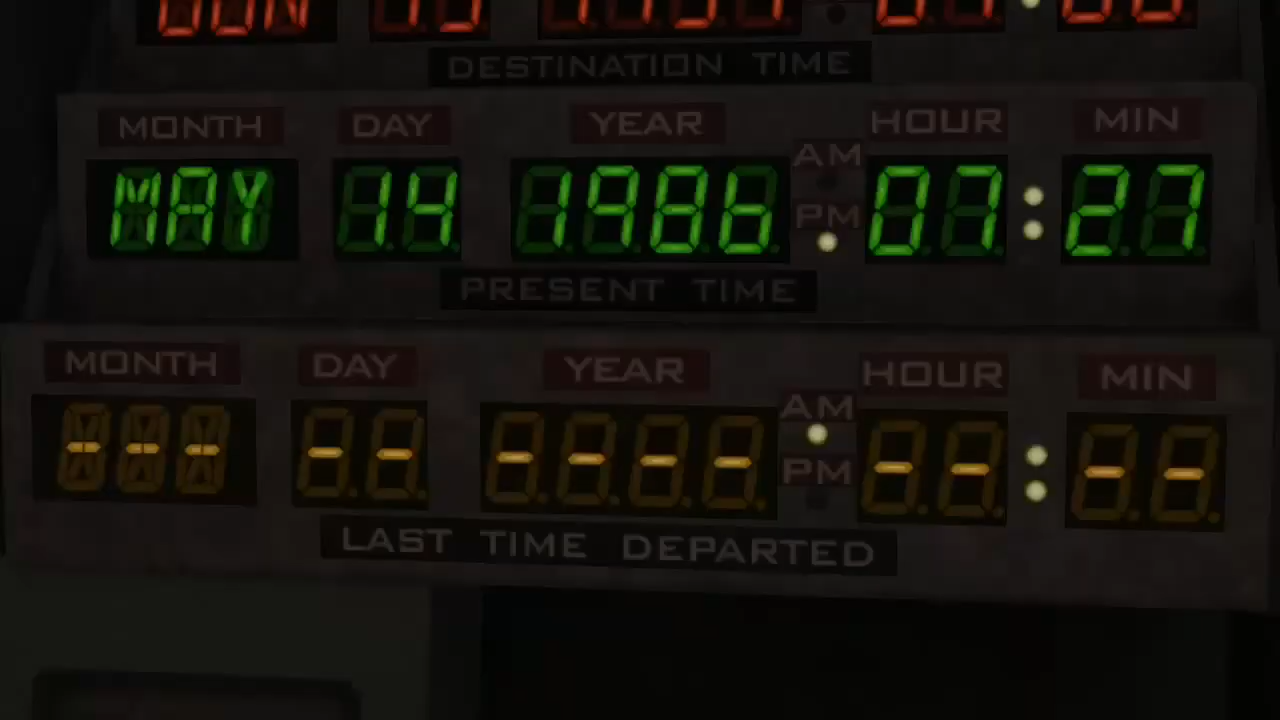 DESTINATION TIME
MONTH DAY YEAR HOUR MIN
AM
MAY 14 1986 07:27
PM
PRESENT TIME
MONTH DAY YEAR HOUR MIN
AM
--- -- ---- --:--
PM
LAST TIME DEPARTED